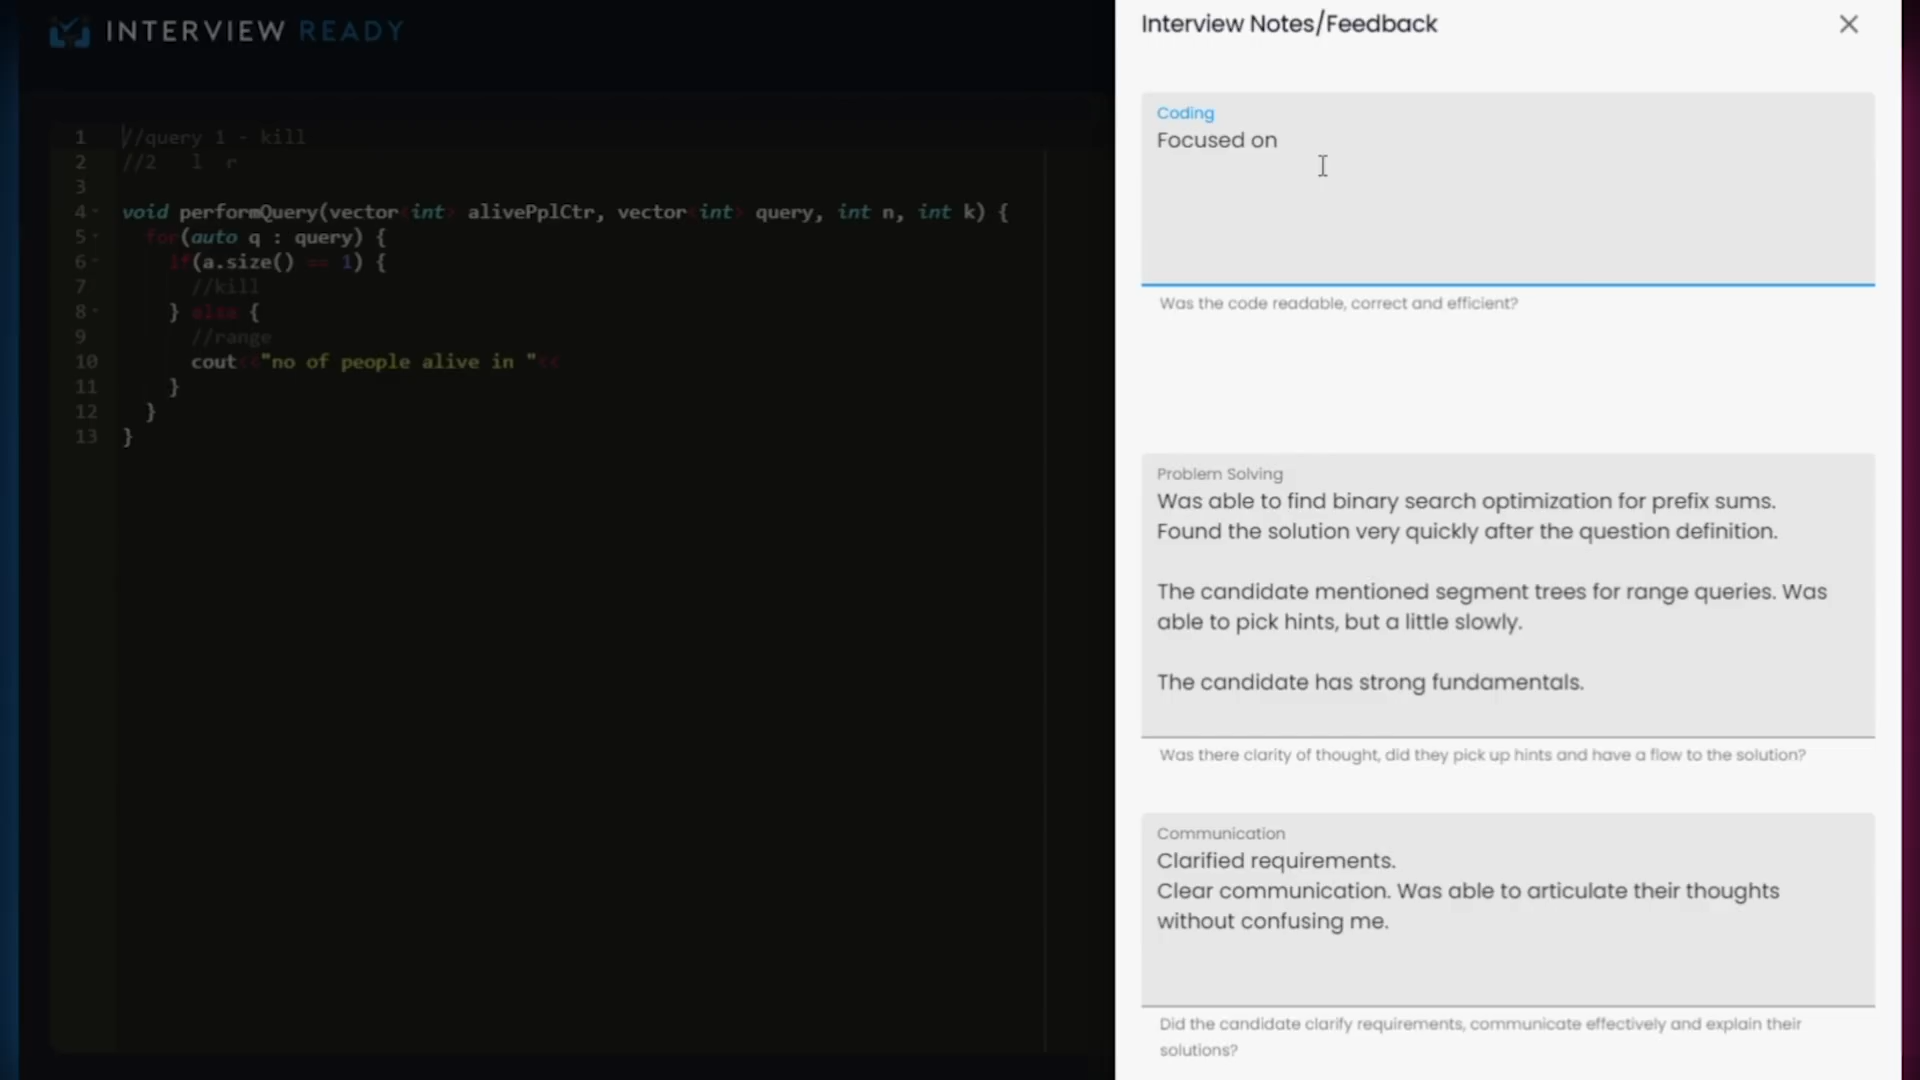 INTERVIEW READY
1 //query 1 - kill
2 //2 l r
3
4 void performQuery(vector<int> alivePplCtr, vector<int> query, int n, int k) {
5 for(auto q : query) {
6 if(a.size() == 1) {
7 //kill
8 } else {
9 //range
10 cout<<"no of people alive in "<<
11 }
12 }
13 }
Interview Notes/Feedback
Coding
Focused on
Was the code readable, correct and efficient?
Problem Solving
Was able to find binary search optimization for prefix sums.
Found the solution very quickly after the question definition.
The candidate mentioned segment trees for range queries. Was
able to pick hints, but a little slowly.
The candidate has strong fundamentals.
Was there clarity of thought, did they pick up hints and have a flow to the solution?
Communication
Clarified requirements.
Clear communication. Was able to articulate their thoughts
without confusing me.
Did the candidate clarify requirements, communicate effectively and explain their
solutions?